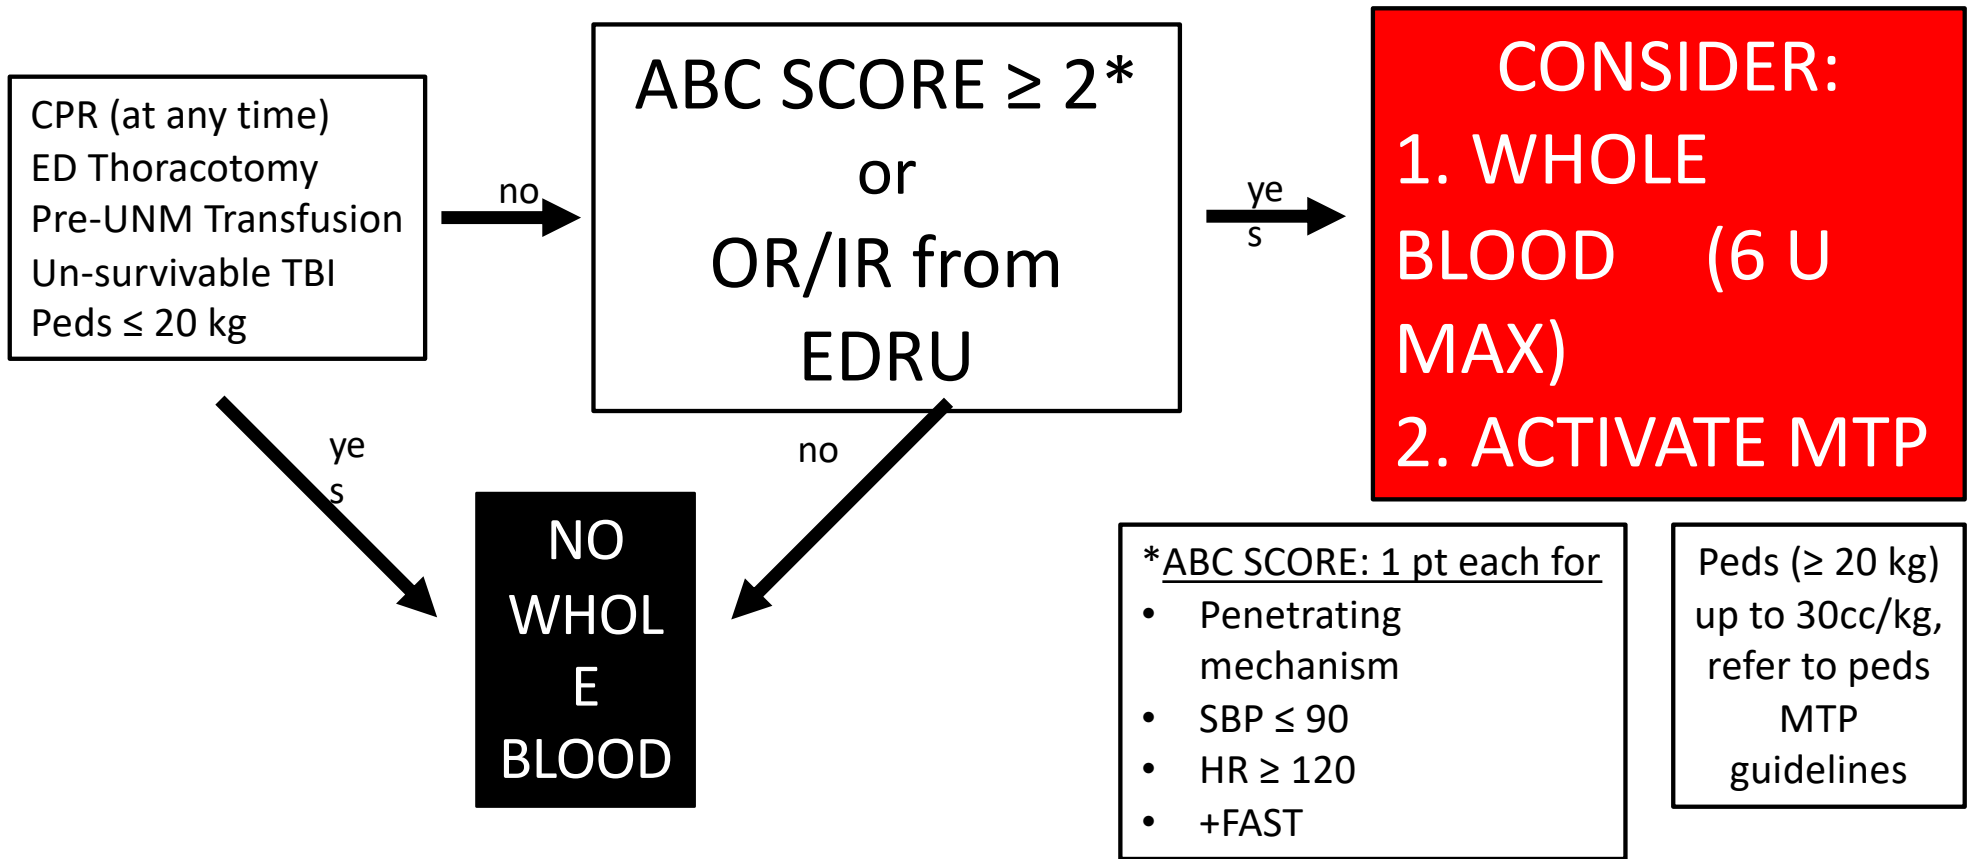 CPR (at any time)
ED Thoracotomy
Pre-UNM Transfusion
Un-survivable TBI
Peds ≤ 20 kg
no
ABC SCORE ≥ 2*
or
OR/IR from
EDRU
ye
s
CONSIDER:
1. WHOLE
BLOOD (6 U
MAX)
2. ACTIVATE MTP
ye
s
no
NO
WHOL
E
BLOOD
*ABC SCORE: 1 pt each for
• Penetrating
mechanism
• SBP ≤ 90
• HR ≥ 120
• +FAST
Peds (≥ 20 kg)
up to 30cc/kg,
refer to peds
MTP
guidelines